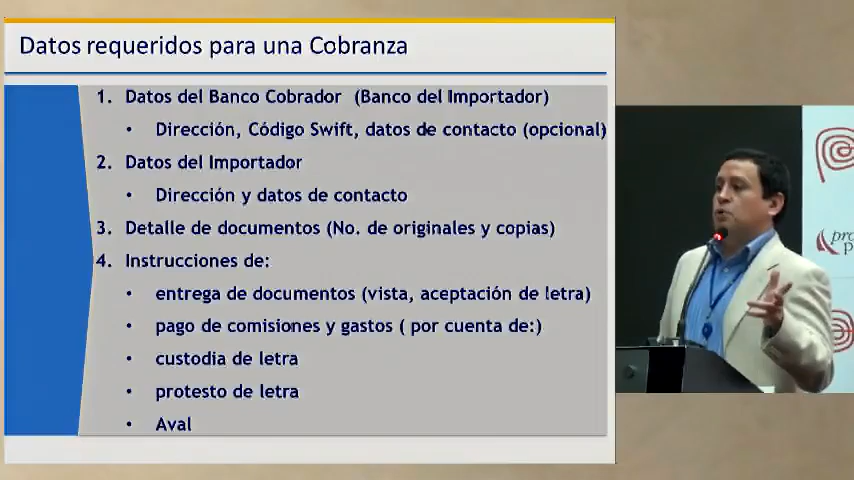 Datos requeridos para una Cobranza
1. Datos del Banco Cobrador (Banco del Importador)
• Dirección, Código Swift, datos de contacto (opcional)
2. Datos del Importador
• Dirección y datos de contacto
3. Detalle de documentos (No. de originales y copias)
4. Instrucciones de:
• entrega de documentos (vista, aceptación de letra)
• pago de comisiones y gastos ( por cuenta de:)
• custodia de letra
• protesto de letra
• Aval
pro
p